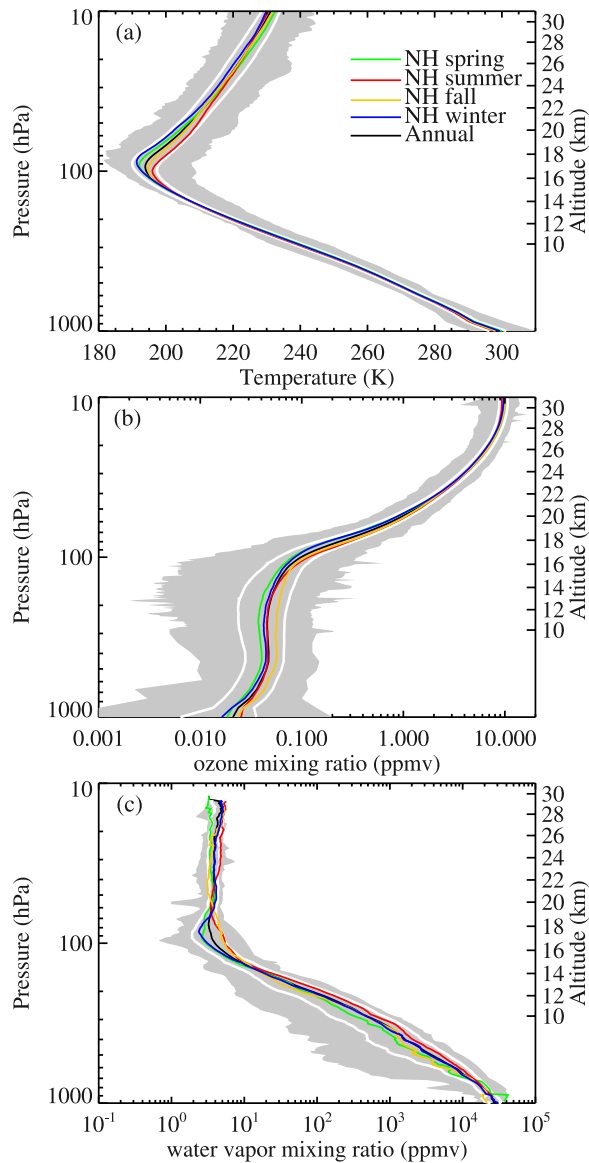 (a)
10
100
1000
Pressure (hPa)
30
28
26
24
22
20
18
16
14
12
10
Altitude (km)
NH spring
NH summer
NH fall
NH winter
Annual
180 200 220 240 260 280 300
Temperature (K)
(b)
10
100
1000
Pressure (hPa)
30
28
26
24
22
20
18
16
14
12
10
Altitude (km)
0.001 0.010 0.100 1.000 10.000
ozone mixing ratio (ppmv)
(c)
10
100
1000
Pressure (hPa)
30
28
26
24
22
20
18
16
14
12
10
Altitude (km)
10⁻¹ 10⁰ 10¹ 10² 10³ 10⁴ 10⁵
water vapor mixing ratio (ppmv)